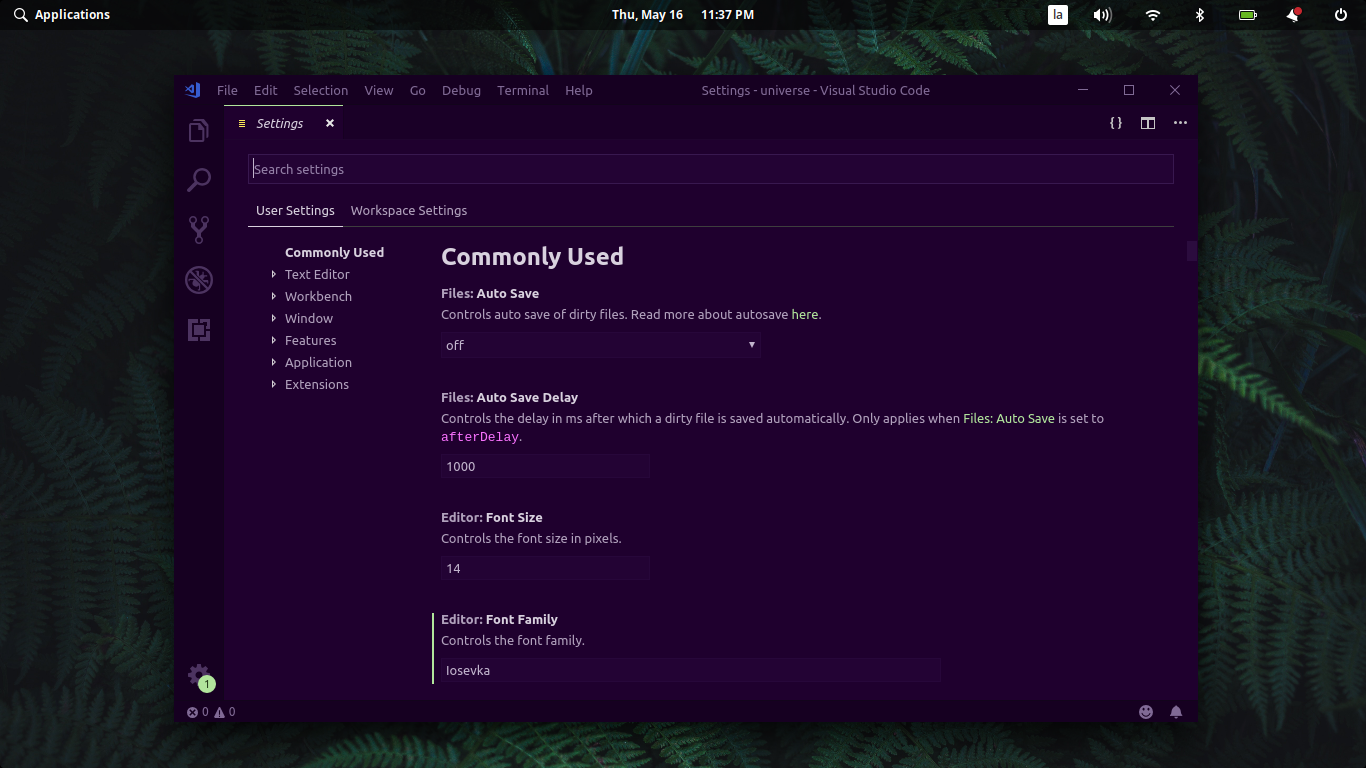 Applications
Thu, May 16 11:37 PM
la
File Edit Selection View Go Debug Terminal Help
Settings - universe - Visual Studio Code
Settings
{ }
Search settings
User Settings Workspace Settings
Commonly Used
Text Editor
Workbench
Window
Features
Application
Extensions
Commonly Used
Files: Auto Save
Controls auto save of dirty files. Read more about autosave here.
off
Files: Auto Save Delay
Controls the delay in ms after which a dirty file is saved automatically. Only applies when Files: Auto Save is set to
afterDelay.
1000
Editor: Font Size
Controls the font size in pixels.
14
Editor: Font Family
Controls the font family.
Iosevka
1
0 0